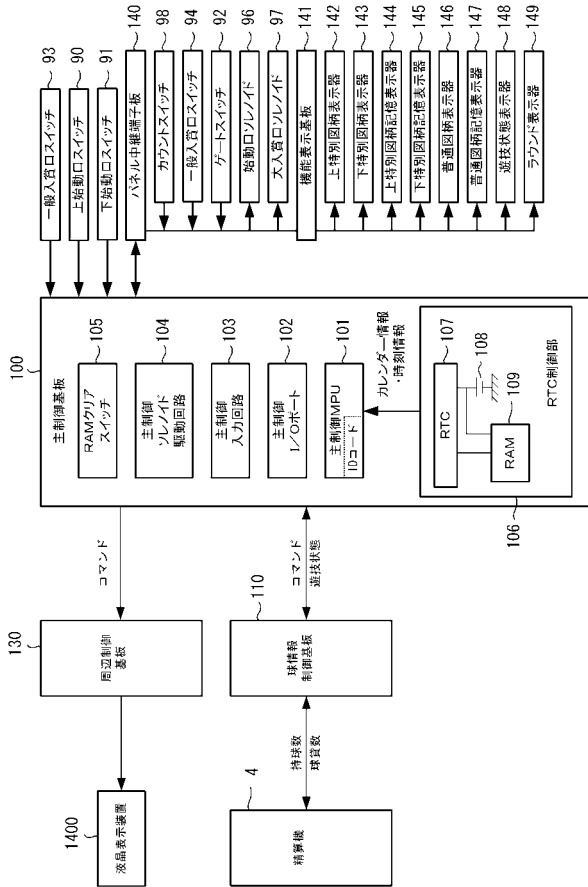 93
一般入賞口スイッチ
90
上始動口スイッチ
91
下始動口スイッチ
140
パネル中継端子板
98
カウントスイッチ
94
一般入賞口スイッチ
92
ゲートスイッチ
96
始動口ソレノイド
97
大入賞口ソレノイド
141
機能表示基板
142
上特別図柄表示器
143
下特別図柄表示器
144
上特別図柄記憶表示器
145
下特別図柄記憶表示器
146
普通図柄表示器
147
普通図柄記憶表示器
148
遊技状態表示器
149
ラウンド表示器
100
主制御基板
105
RAMクリア
スイッチ
104
主制御
ソレノイド
駆動回路
103
主制御
入力回路
102
主制御
I/Oポート
101
主制御MPU
IDコード
カレンダー情報
・時刻情報
107
RTC
108
109
RAM
RTC制御部
106
コマンド
130
周辺制御
基板
1400
液晶表示装置
コマンド
遊技状態
110
球情報
制御基板
持球数
球貸数
4
精算機